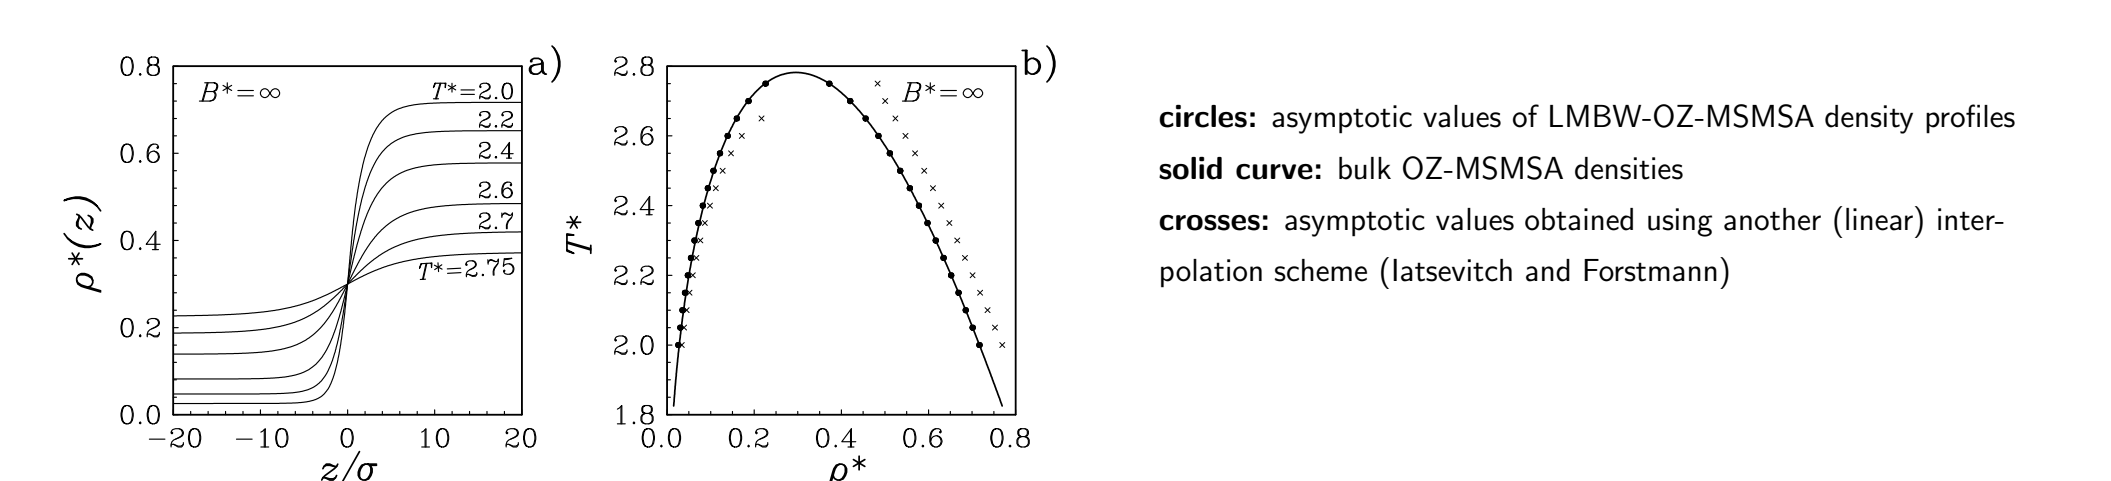 a)
B*=∞
T*=2.0
2.2
2.4
2.6
2.7
T*=2.75
0.8
0.6
0.4
0.2
0.0
ρ*(z)
−20 −10 0 10 20
z/σ
b)
B*=∞
2.8
2.6
2.4
2.2
2.0
1.8
T*
0.0 0.2 0.4 0.6 0.8
ρ*
circles: asymptotic values of LMBW-OZ-MSMSA density profiles
solid curve: bulk OZ-MSMSA densities
crosses: asymptotic values obtained using another (linear) inter-
polation scheme (Iatsevitch and Forstmann)